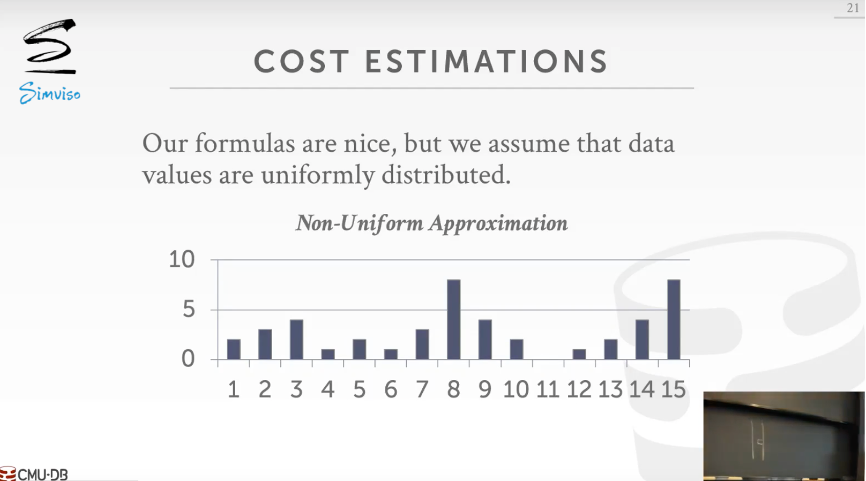 21
Simviso
COST ESTIMATIONS
Our formulas are nice, but we assume that data
values are uniformly distributed.
Non-Uniform Approximation
10
5
0
1 2 3 4 5 6 7 8 9 10 11 12 13 14 15
CMU·DB